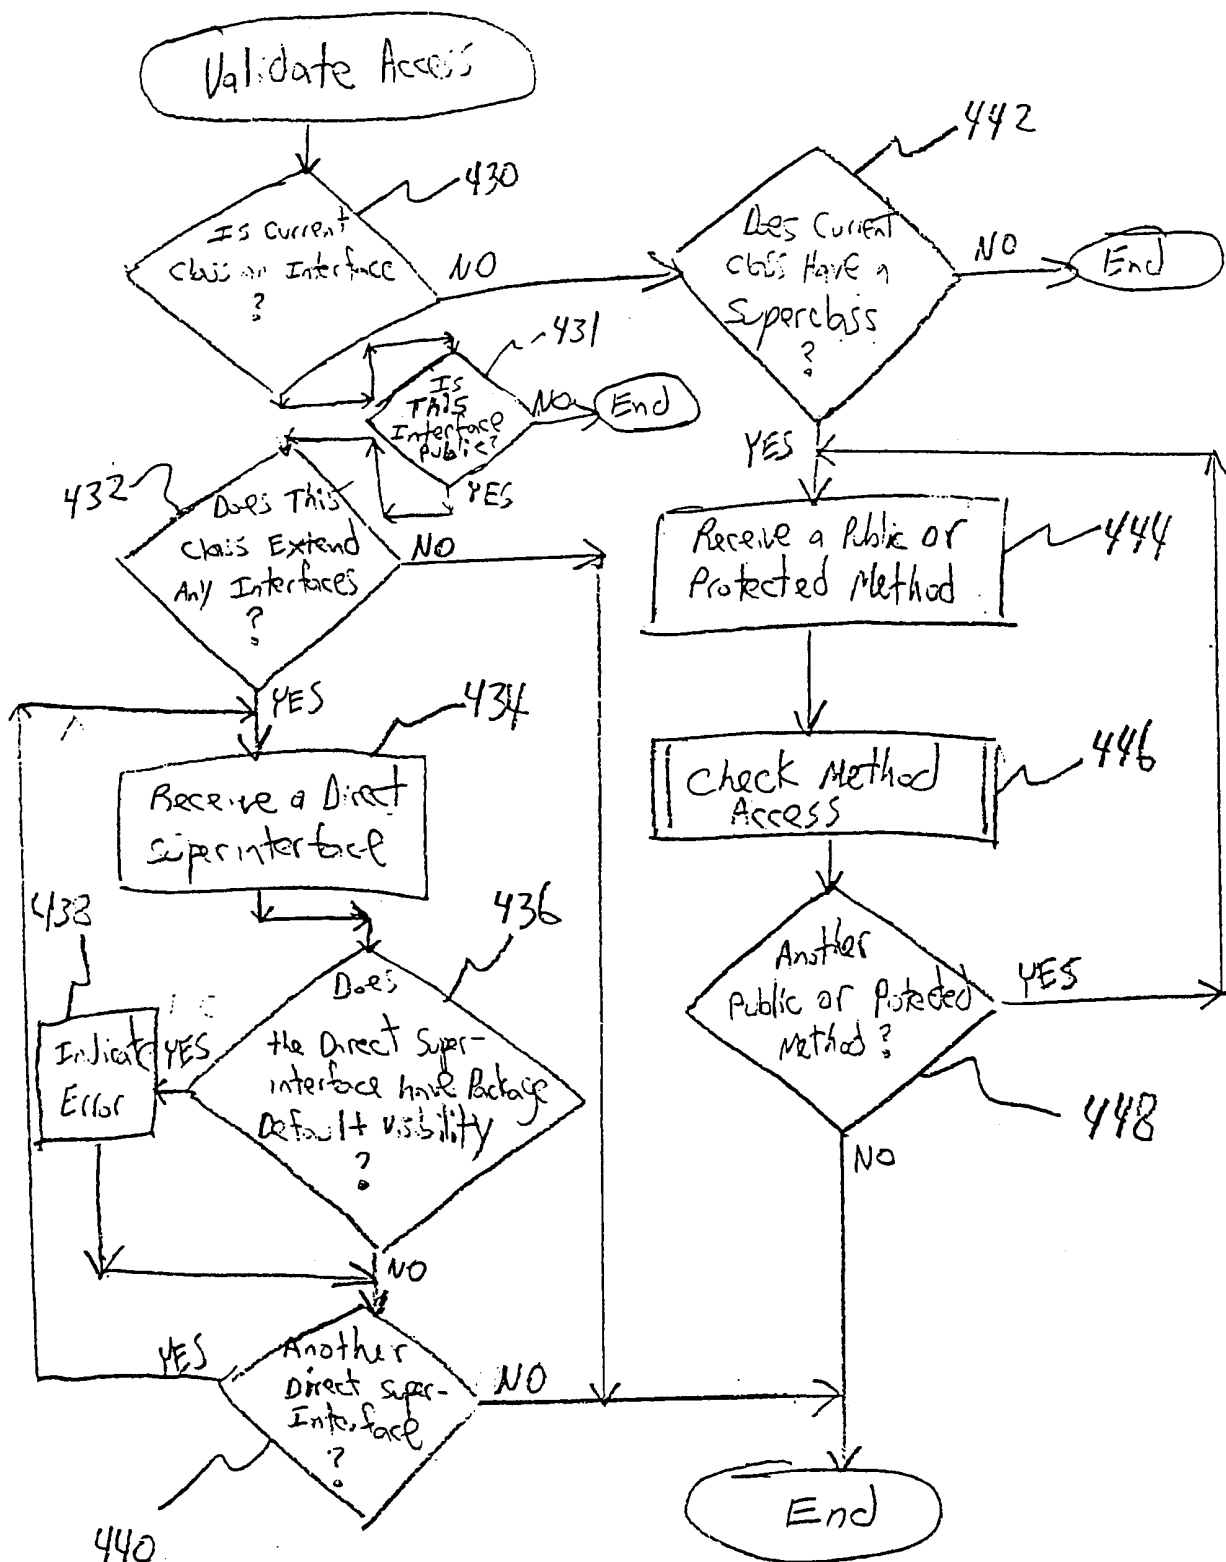 Validate Access
430
Is Current
Class an Interface
?
NO
442
Does Current
Class Have a
Superclass
?
NO
End
431
Is
This
Interface
Public?
NO
End
YES
432
Does This
Class Extend
Any Interfaces
?
NO
YES
434
Receive a Direct
Superinterface
436
Does
the Direct Super-
interface have Package
Default Visibility
?
YES
438
Indicate
Error
NO
Another
Direct Super-
Interface
?
YES
NO
440
YES
Receive a Public or
Protected Method
444
Check Method
Access
446
Another
Public or Protected
Method?
YES
448
NO
End